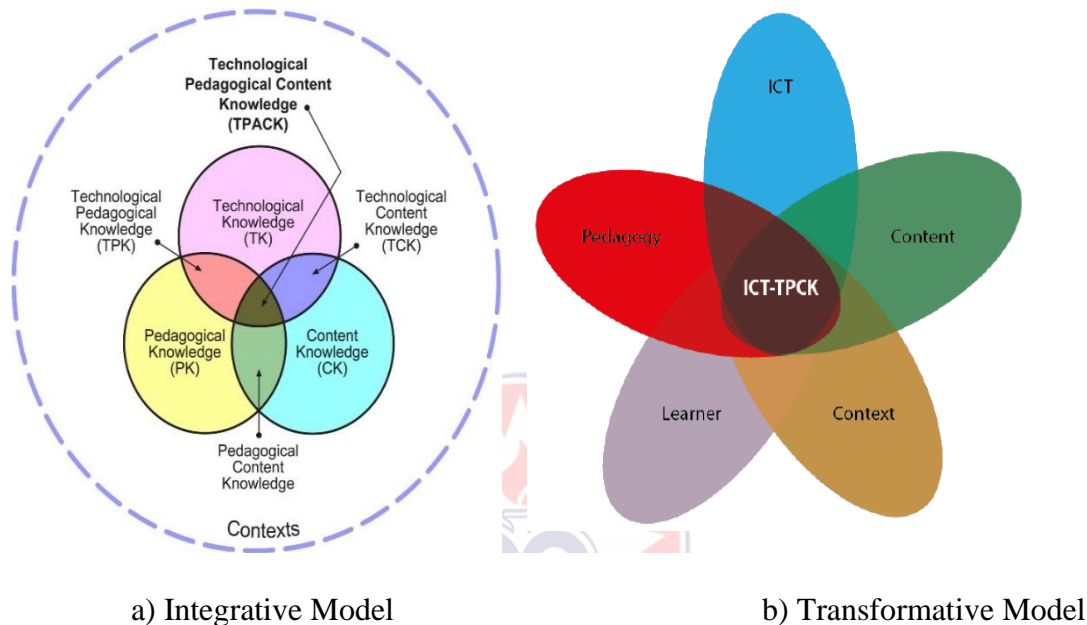 Technological
Pedagogical Content
Knowledge
(TPACK)
Technological
Pedagogical
Knowledge
(TPK)
Technological
Knowledge
(TK)
Technological
Content
Knowledge
(TCK)
Pedagogical
Knowledge
(PK)
Content
Knowledge
(CK)
Pedagogical
Content
Knowledge
Contexts
ICT
Pedagogy
Content
ICT-TPCK
Learner
Context
a) Integrative Model
b) Transformative Model